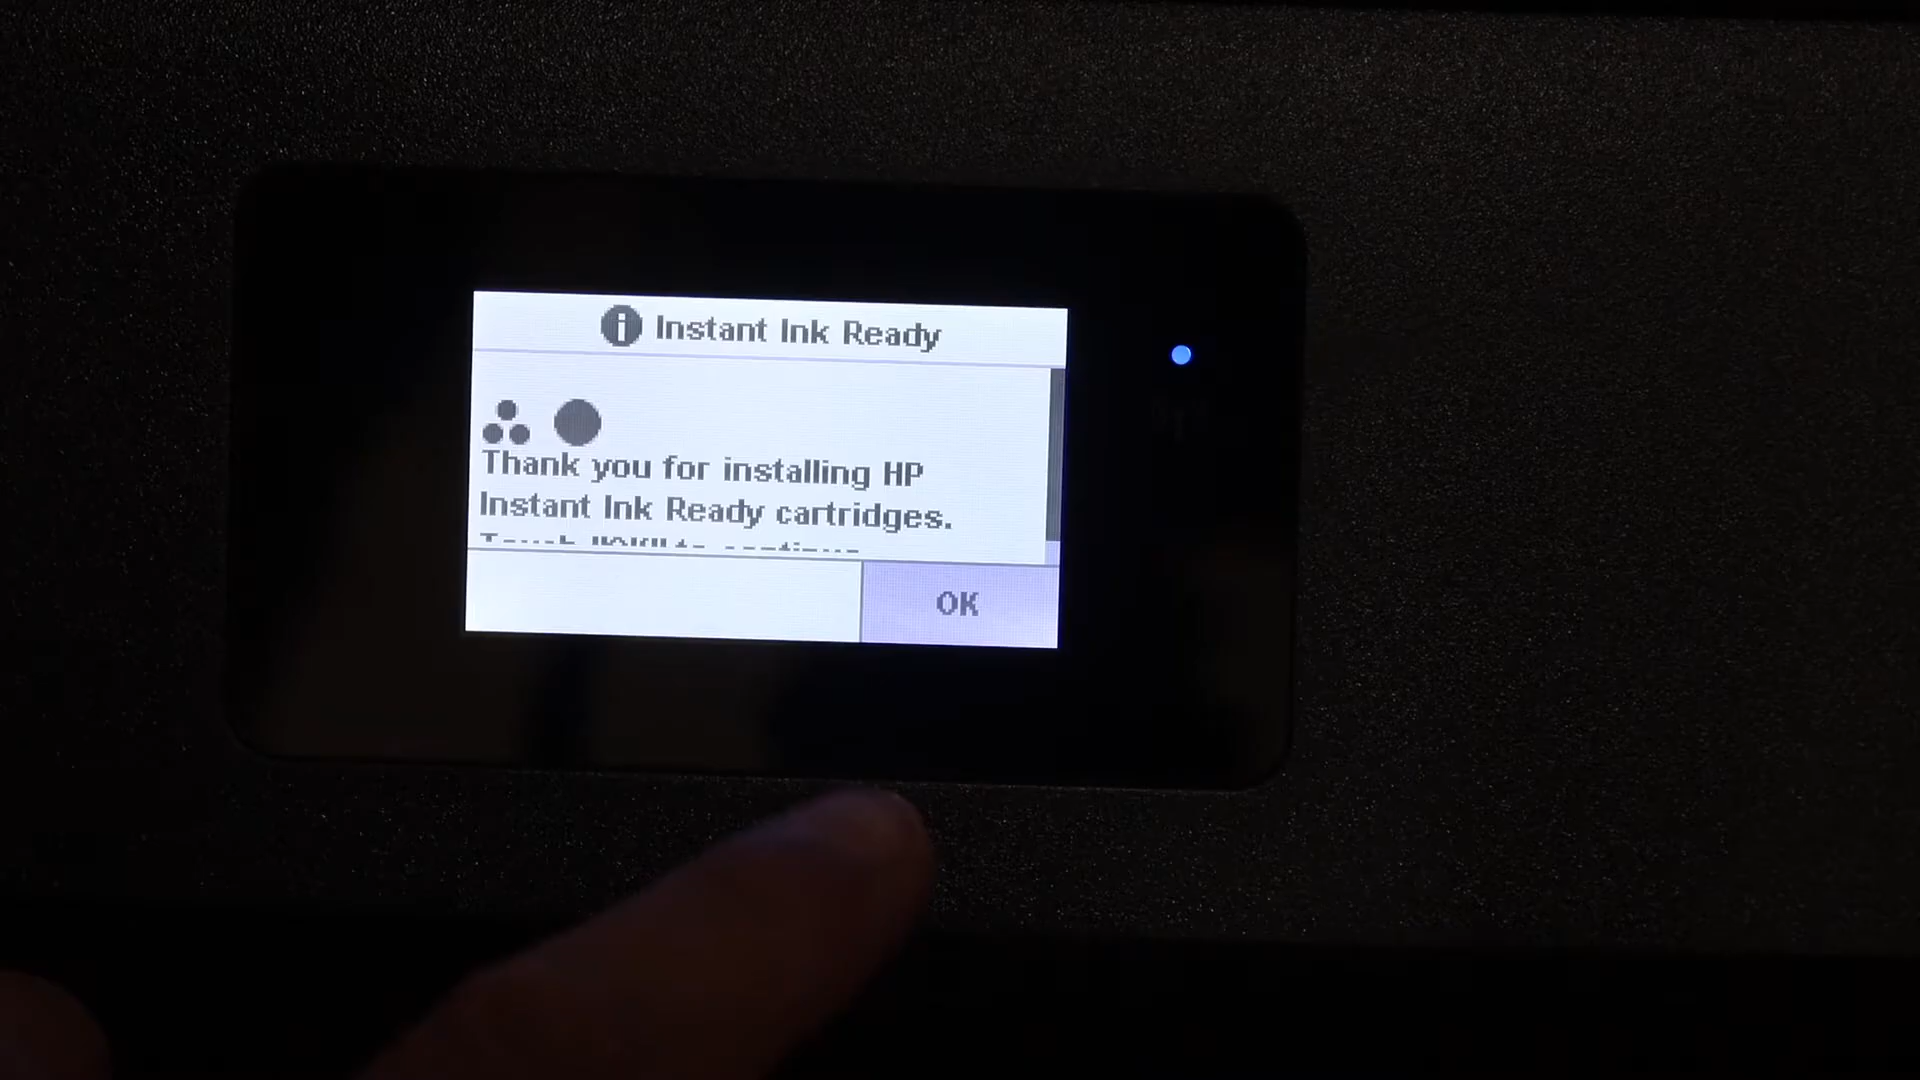 Instant Ink Ready
Thank you for installing HP
Instant Ink Ready cartridges.
OK